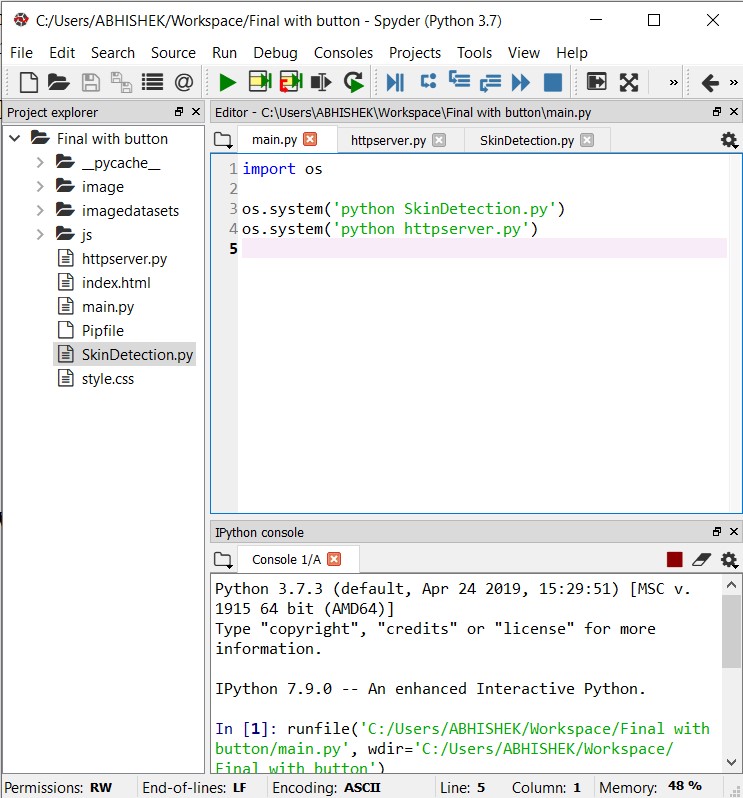 C:/Users/ABHISHEK/Workspace/Final with button - Spyder (Python 3.7)
File Edit Search Source Run Debug Consoles Projects Tools View Help
Project explorer
Final with button
__pycache__
image
imagedatasets
js
httpserver.py
index.html
main.py
Pipfile
SkinDetection.py
style.css
Editor - C:\Users\ABHISHEK\Workspace\Final with button\main.py
main.py httpserver.py SkinDetection.py
1 import os
2
3 os.system('python SkinDetection.py')
4 os.system('python httpserver.py')
5
IPython console
Console 1/A
Python 3.7.3 (default, Apr 24 2019, 15:29:51) [MSC v.
1915 64 bit (AMD64)]
Type "copyright", "credits" or "license" for more
information.
IPython 7.9.0 -- An enhanced Interactive Python.
In [1]: runfile('C:/Users/ABHISHEK/Workspace/Final with
button/main.py', wdir='C:/Users/ABHISHEK/Workspace/
Final with button')
Permissions: RW End-of-lines: LF Encoding: ASCII Line: 5 Column: 1 Memory: 48 %